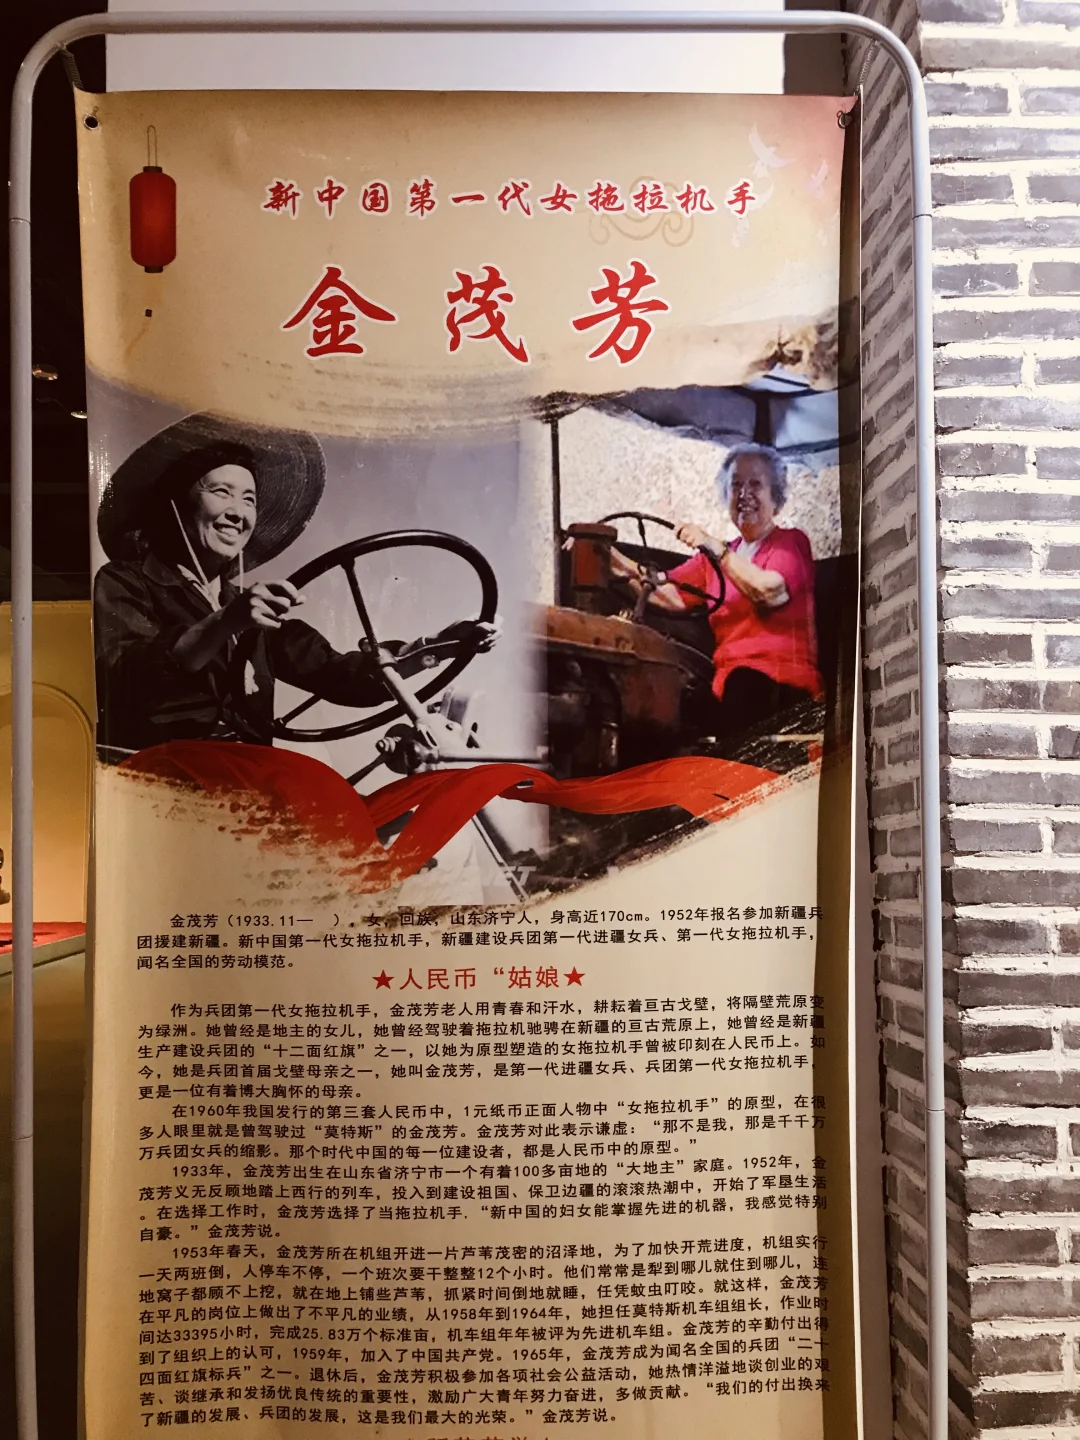 新中国第一代女拖拉机手
金茂芳
金茂芳（1933.11— ），女，回族，山东济宁人，身高近170cm。1952年报名参加新疆兵
团援建新疆。新中国第一代女拖拉机手，新疆建设兵团第一代进疆女兵、第一代女拖拉机手，
闻名全国的劳动模范。
★人民币“姑娘★
作为兵团第一代女拖拉机手，金茂芳老人用青春和汗水，耕耘着亘古戈壁，将隔壁荒原变
为绿洲。她曾经是地主的女儿，她曾经驾驶着拖拉机驰骋在新疆的亘古荒原上，她曾经是新疆
生产建设兵团的“十二面红旗”之一，以她为原型塑造的女拖拉机手曾被印刻在人民币上。如
今，她是兵团首届戈壁母亲之一，她叫金茂芳，是第一代进疆女兵、兵团第一代女拖拉机手，
更是一位有着博大胸怀的母亲。
在1960年我国发行的第三套人民币中，1元纸币正面人物中“女拖拉机手”的原型，在很
多人眼里就是曾驾驶过“莫特斯”的金茂芳。金茂芳对此表示谦虚：“那不是我，那是千千万
万兵团女兵的缩影。那个时代中国的每一位建设者，都是人民币中的原型。”
1933年，金茂芳出生在山东省济宁市一个有着100多亩地的“大地主”家庭。1952年，金
茂芳义无反顾地踏上西行的列车，投入到建设祖国、保卫边疆的滚滚热潮中，开始了军垦生活
。在选择工作时，金茂芳选择了当拖拉机手.“新中国的妇女能掌握先进的机器，我感觉特别
自豪。”金茂芳说。
1953年春天，金茂芳所在机组开进一片芦苇茂密的沼泽地，为了加快开荒进度，机组实行
一天两班倒，人停车不停，一个班次要干整整12个小时。他们常常是犁到哪儿就住到哪儿，连
地窝子都顾不上挖，就在地上铺些芦苇，抓紧时间倒地就睡，任凭蚊虫叮咬。就这样，金茂芳
在平凡的岗位上做出了不平凡的业绩，从1958年到1964年，她担任莫特斯机车组组长，作业时
间达33395小时，完成25.83万个标准亩，机车组年年被评为先进机车组。金茂芳的辛勤付出得
到了组织上的认可，1959年，加入了中国共产党。1965年，金茂芳成为闻名全国的兵团“二十
四面红旗标兵”之一。退休后，金茂芳积极参加各项社会公益活动，她热情洋溢地谈创业的艰
苦、谈继承和发扬优良传统的重要性，激励广大青年努力奋进，多做贡献。“我们的付出换来
了新疆的发展、兵团的发展，这是我们最大的光荣。”金茂芳说。